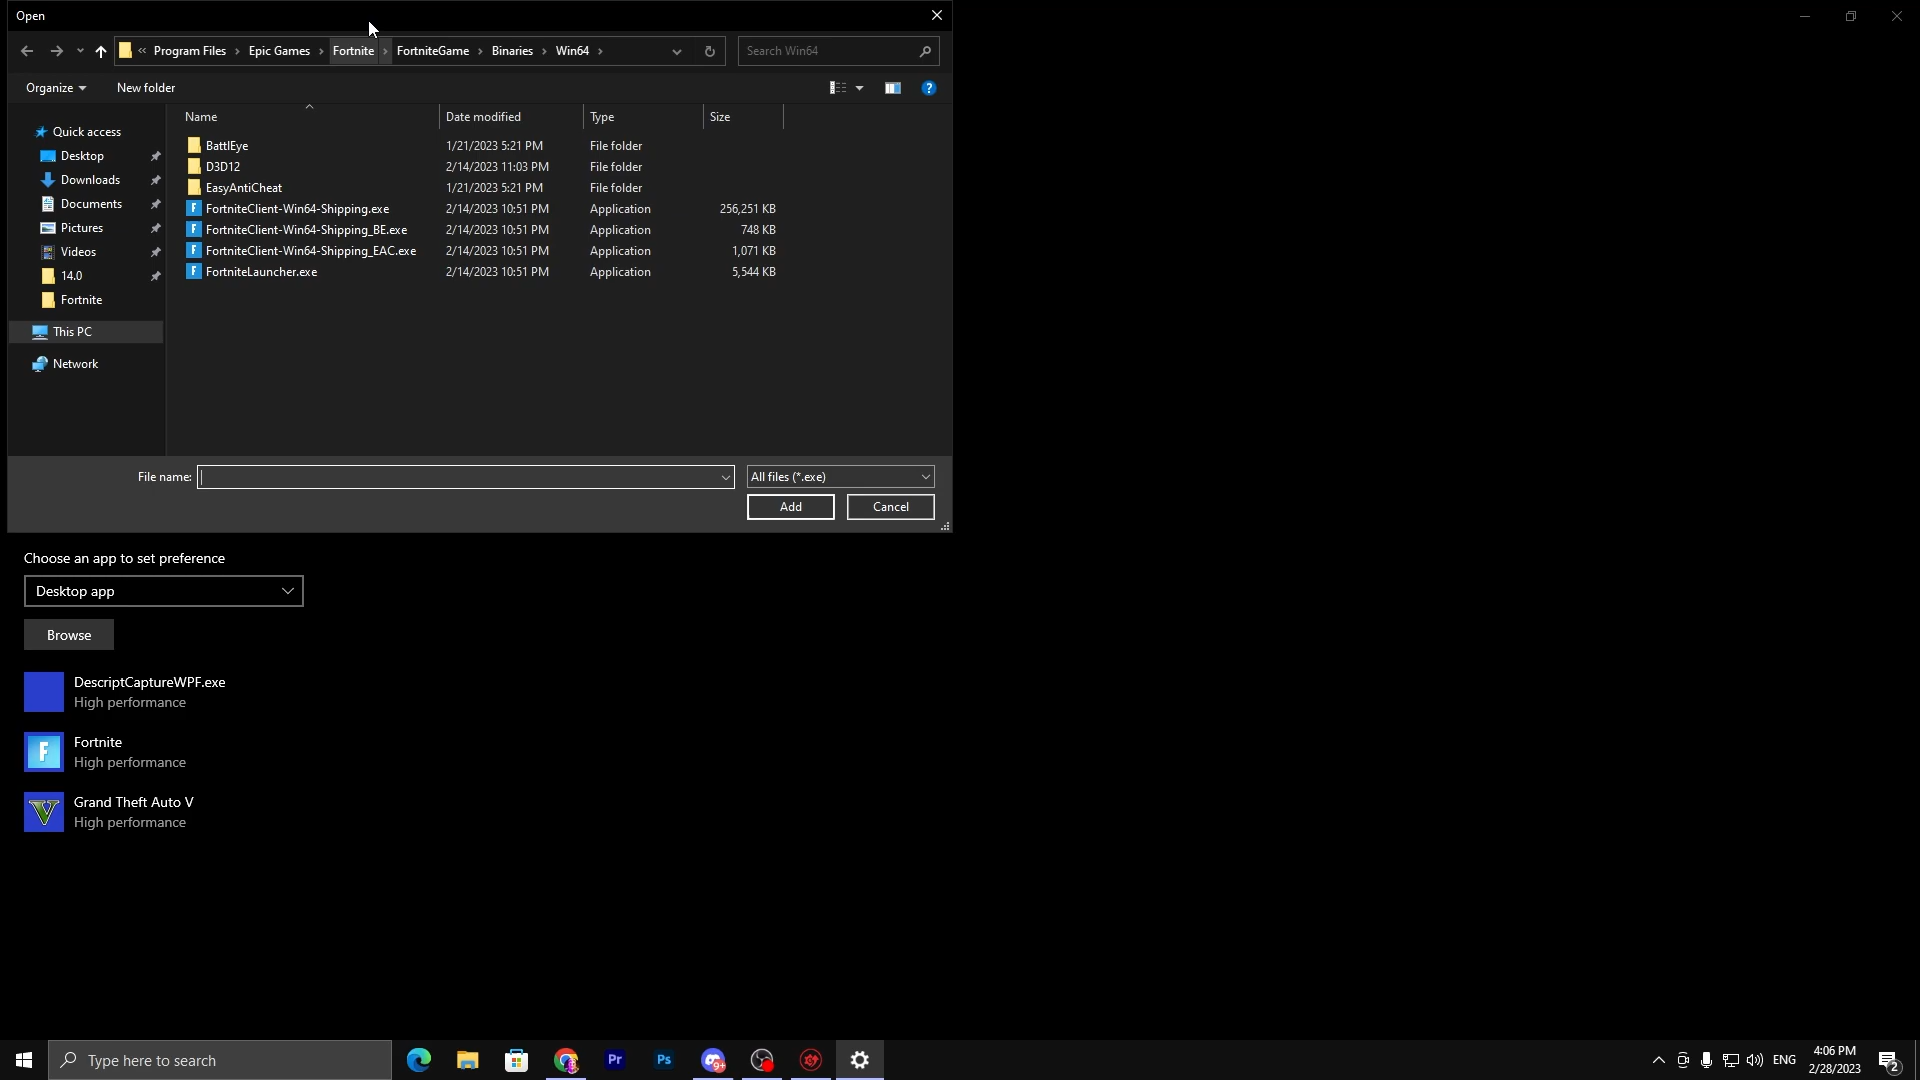 Open
« Program Files › Epic Games › Fortnite › FortniteGame › Binaries › Win64 ›
Search Win64
Organize
New folder
Name
Date modified
Type
Size
Quick access
Desktop
Downloads
Documents
Pictures
Videos
14.0
Fortnite
This PC
Network
BattlEye 1/21/2023 5:21 PM File folder
D3D12 2/14/2023 11:03 PM File folder
EasyAntiCheat 1/21/2023 5:21 PM File folder
FortniteClient-Win64-Shipping.exe 2/14/2023 10:51 PM Application 256,251 KB
FortniteClient-Win64-Shipping_BE.exe 2/14/2023 10:51 PM Application 748 KB
FortniteClient-Win64-Shipping_EAC.exe 2/14/2023 10:51 PM Application 1,071 KB
FortniteLauncher.exe 2/14/2023 10:51 PM Application 5,544 KB
File name:
All files (*.exe)
Add
Cancel
Choose an app to set preference
Desktop app
Browse
DescriptCaptureWPF.exe
High performance
F
Fortnite
High performance
V
Grand Theft Auto V
High performance
Type here to search
Pr
Ps
9+
ENG
4:06 PM
2/28/2023
2